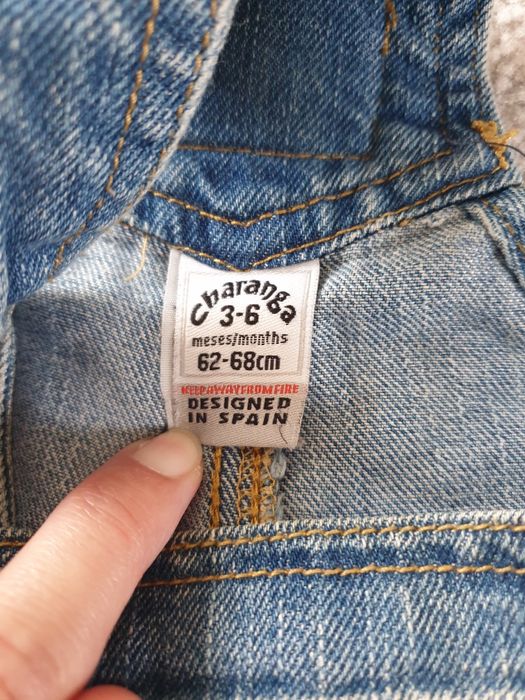 charanga
3-6
meses/months
62-68cm
KEEP AWAY FROM FIRE
DESIGNED
IN SPAIN